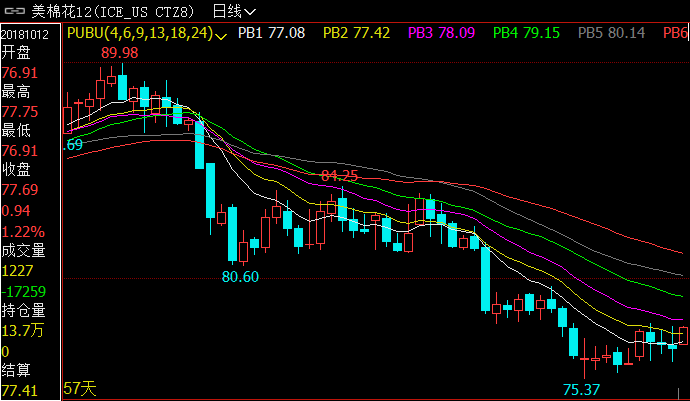 美棉花12(ICE_US CTZ8) 日线
20181012
PUBU(4,6,9,13,18,24) PB1 77.08 PB2 77.42 PB3 78.09 PB4 79.15 PB5 80.14 PB6
开盘
76.91
最高
77.75
最低
76.91
收盘
77.69
0.94
1.22%
成交量
1227
-17259
持仓量
13.7万
0
结算
77.41
89.98
.69
84.25
80.60
75.37
57天